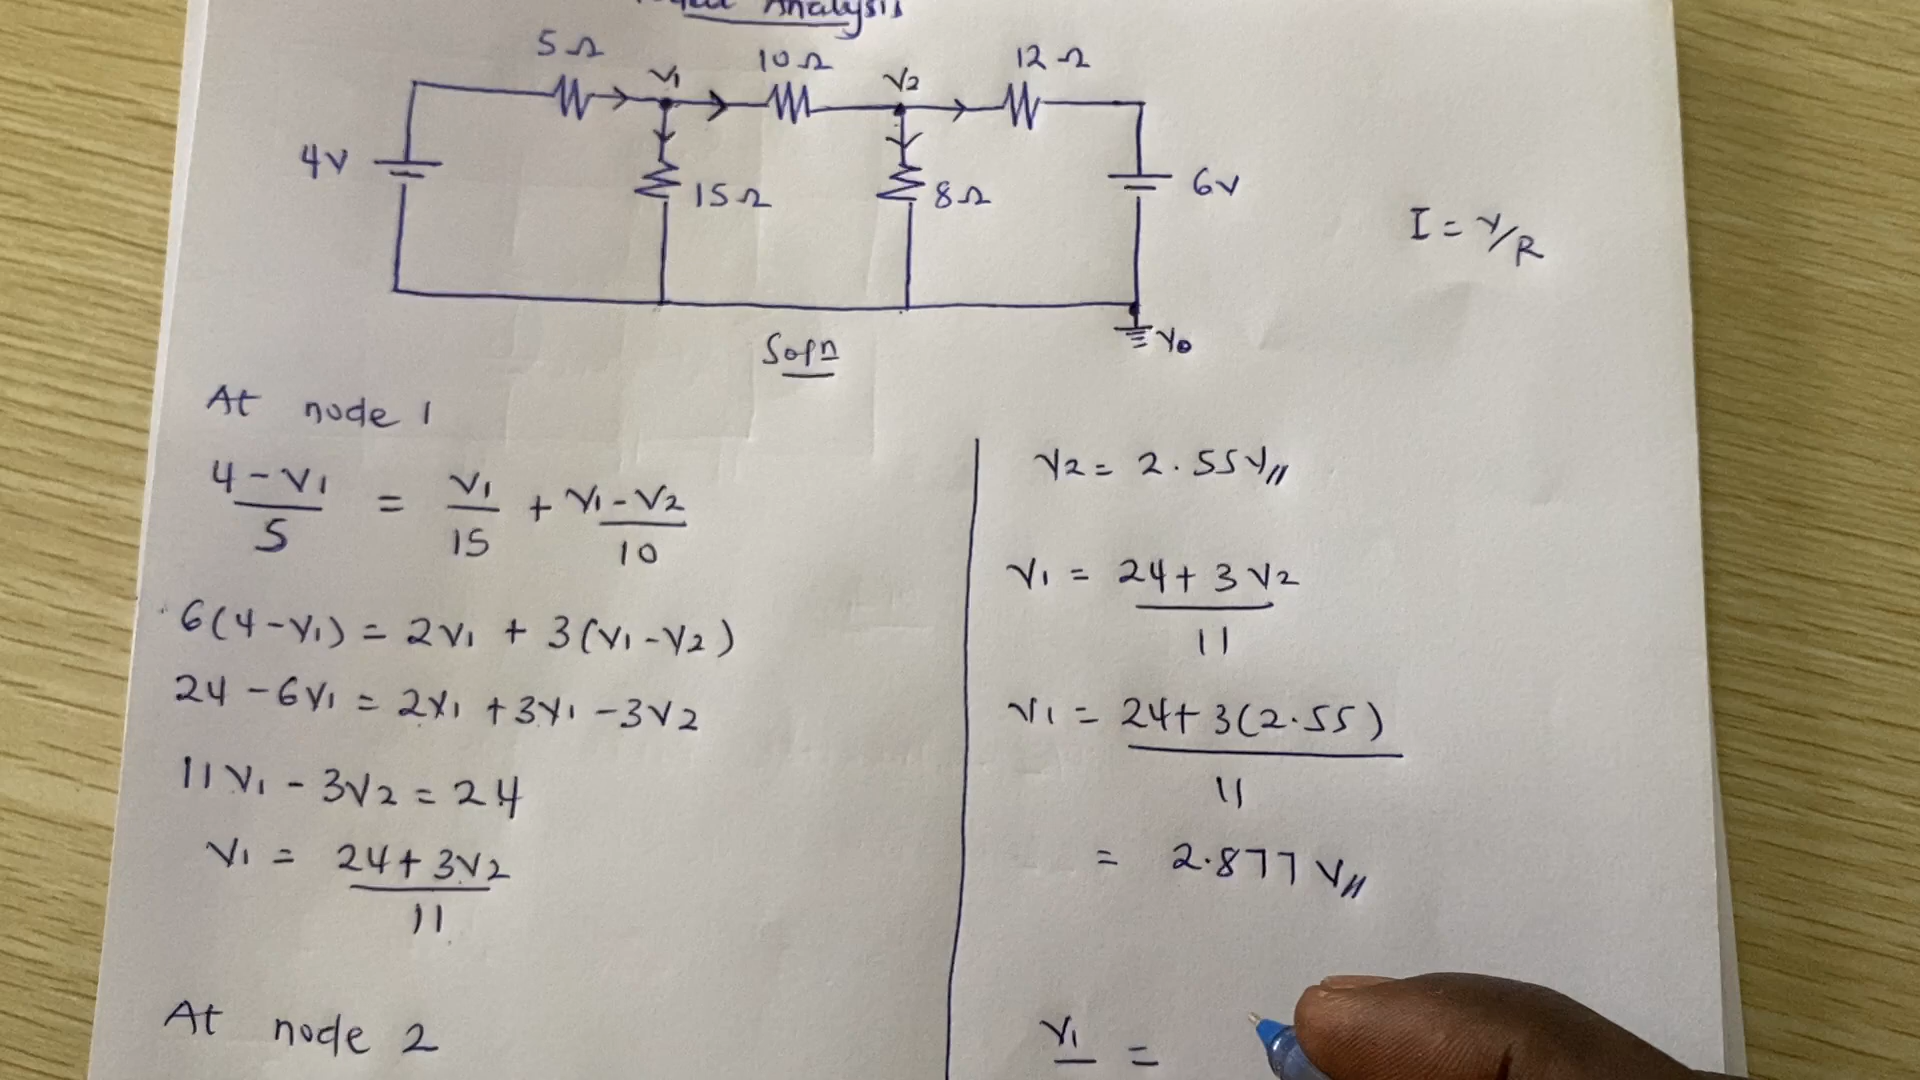 Analysis
5Ω
10Ω
12Ω
V1
V2
4V
15Ω
8Ω
6V
I = V/R
V0
Soln
At node 1
4 - V1 / 5 = V1 / 15 + V1 - V2 / 10
6(4 - V1) = 2V1 + 3(V1 - V2)
24 - 6V1 = 2V1 + 3V1 - 3V2
11V1 - 3V2 = 24
V1 = 24 + 3V2 / 11
At node 2
V2 = 2.55V//
V1 = 24 + 3V2 / 11
V1 = 24 + 3(2.55) / 11
= 2.877V//
V1 =